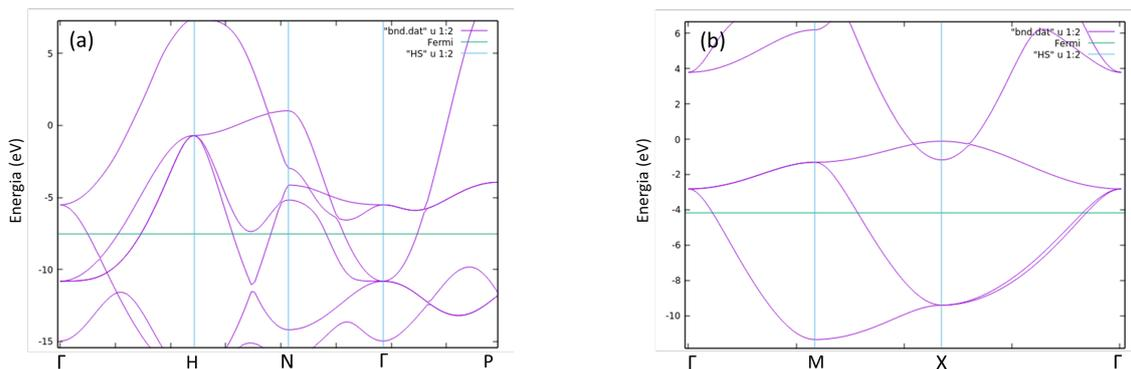 (a)
"bnd.dat" u 1:2
Fermi
"HS" u 1:2
Energia (eV)
5
0
-5
-10
-15
Γ H N Γ P
(b)
"bnd.dat" u 1:2
Fermi
"HS" u 1:2
Energia (eV)
6
4
2
0
-2
-4
-6
-8
-10
Γ M X Γ